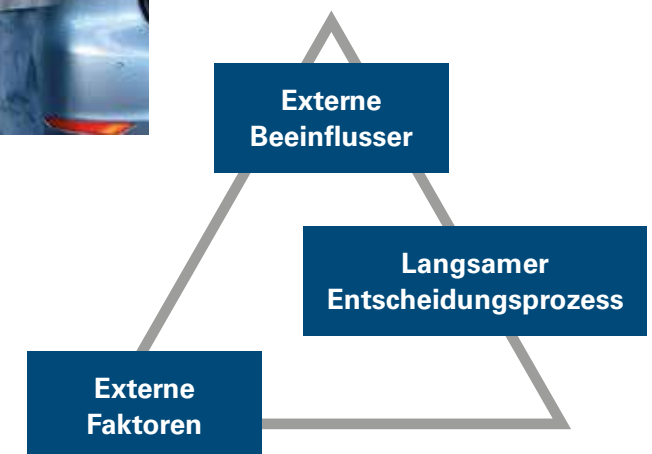 Externe
Beeinflusser
Langsamer
Entscheidungsprozess
Externe
Faktoren